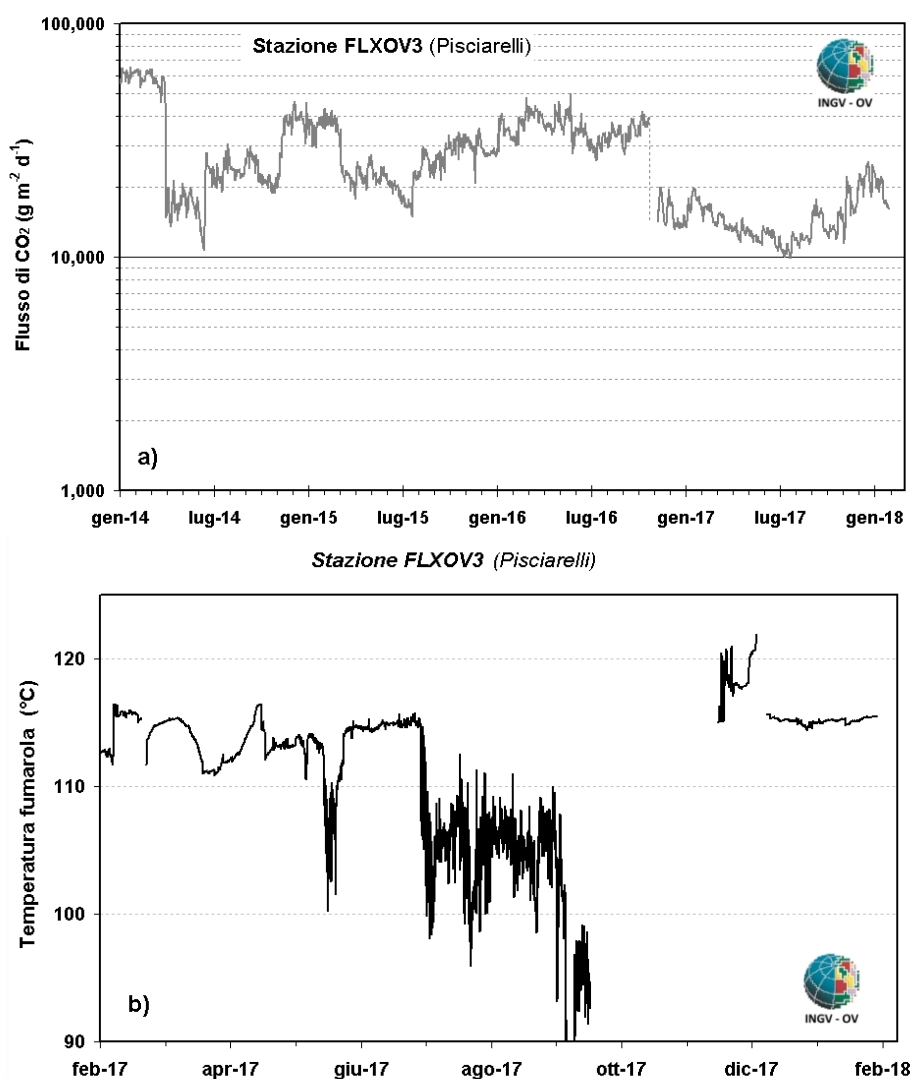 100,000
Stazione FLXOV3 (Pisciarelli)
INGV - OV
Flusso di CO2 (g m-2 d-1)
10,000
a)
1,000
gen-14 lug-14 gen-15 lug-15 gen-16 lug-16 gen-17 lug-17 gen-18
Stazione FLXOV3 (Pisciarelli)
120
Temperatura fumarola (°C)
110
100
b)
INGV - OV
90
feb-17 apr-17 giu-17 ago-17 ott-17 dic-17 feb-18